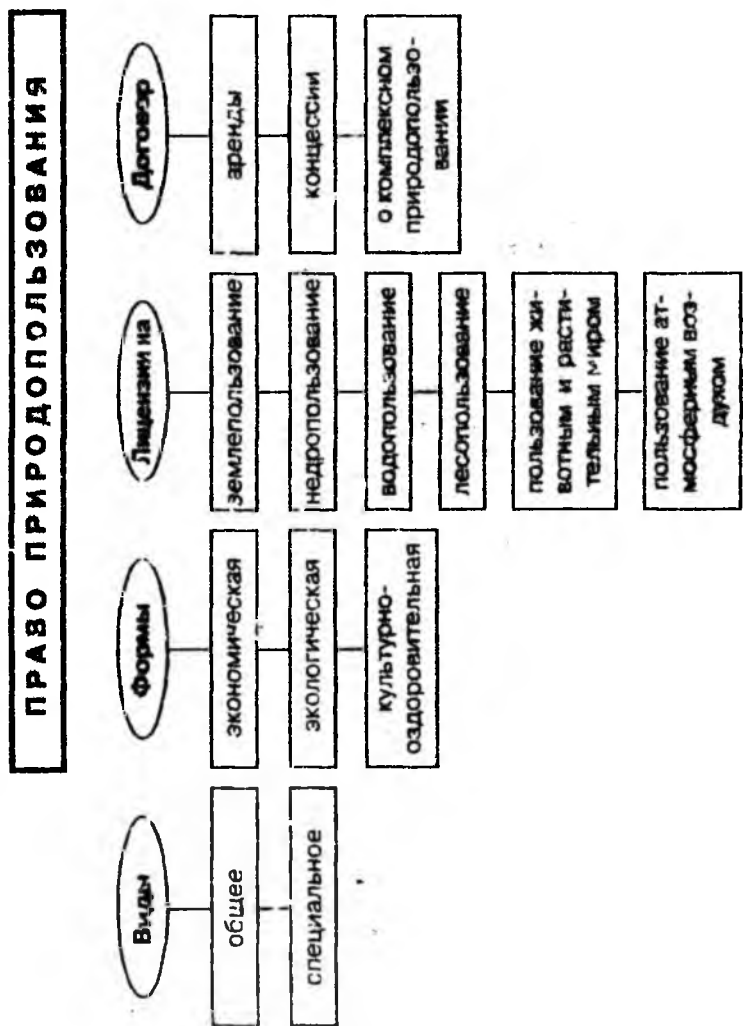 ПРАВО ПРИРОДОПОЛЬЗОВАНИЯ
Виды
общее
специальное
Формы
экономическая
экологическая
культурно-
оздоровительная
Лицензии на
землепользование
недропользование
водопользование
лесопользование
пользование жи-
вотным и расти-
тельным миром
пользование ат-
мосферным воз-
духом
Договор
аренды
концессии
о комплексном
природопользо-
вании